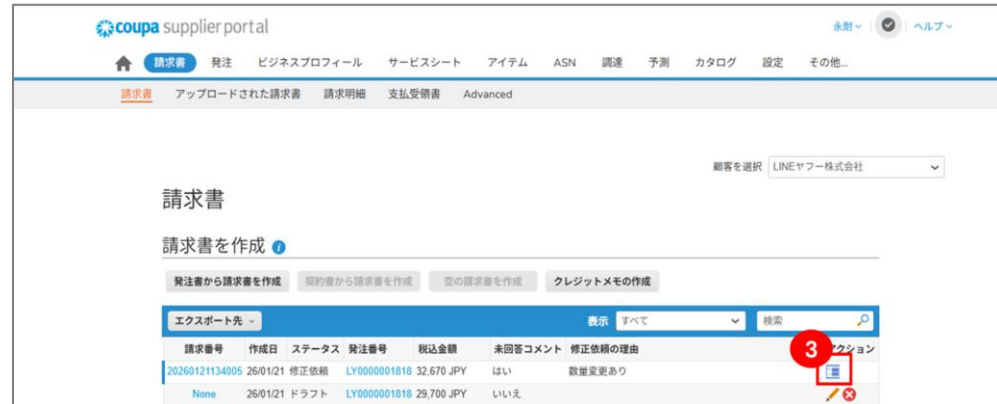 coupa supplier portal 永耐 ヘルプ
請求書 発注 ビジネスプロフィール サービスシート アイテム ASN 調達 予測 カタログ 設定 その他...
請求書 アップロードされた請求書 請求明細 支払受領書 Advanced
顧客を選択 LINEヤフー株式会社
請求書
請求書を作成
発注書から請求書を作成 契約書から請求書を作成 空の請求書を作成 クレジットメモの作成
エクスポート先 表示 すべて 検索
請求番号 作成日 ステータス 発注番号 税込金額 未回答コメント 修正依頼の理由 3 アクション
20260121134005 26/01/21 修正依頼 LY0000001818 32,670 JPY はい 数量変更あり
None 26/01/21 ドラフト LY0000001818 29,700 JPY いいえ